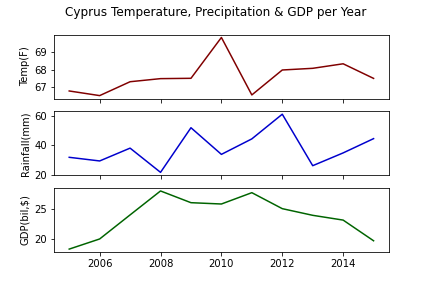 Cyprus Temperature, Precipitation & GDP per Year
Temp(F)
69
68
67
Rainfall(mm)
60
40
20
GDP(bil,$)
25
20
2006 2008 2010 2012 2014